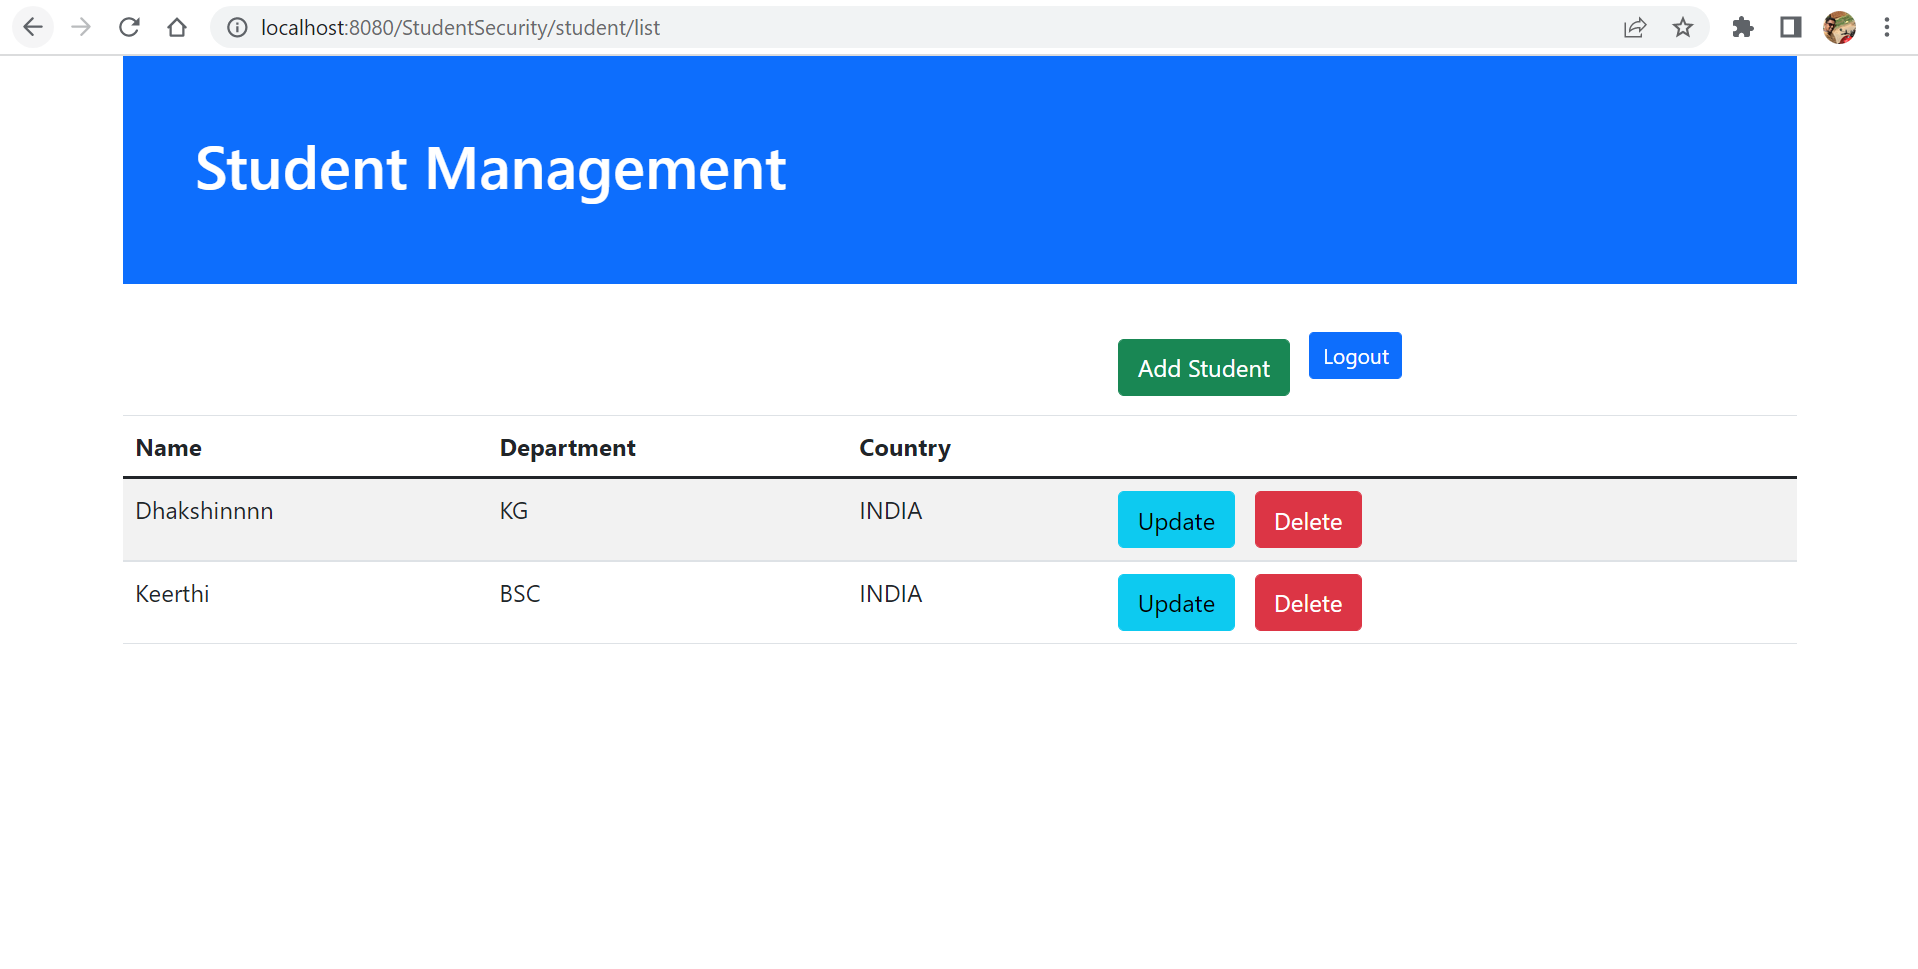 localhost:8080/StudentSecurity/student/list
Student Management
Add Student Logout
Name Department Country
Dhakshinnnn KG INDIA Update Delete
Keerthi BSC INDIA Update Delete